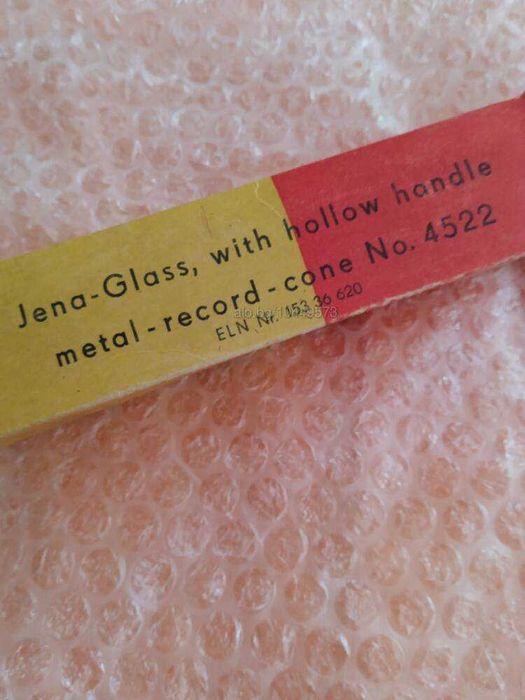 Jena-Glass, with hollow handle
metal-record-cone No. 4522
ELN Nr. 153 36 620